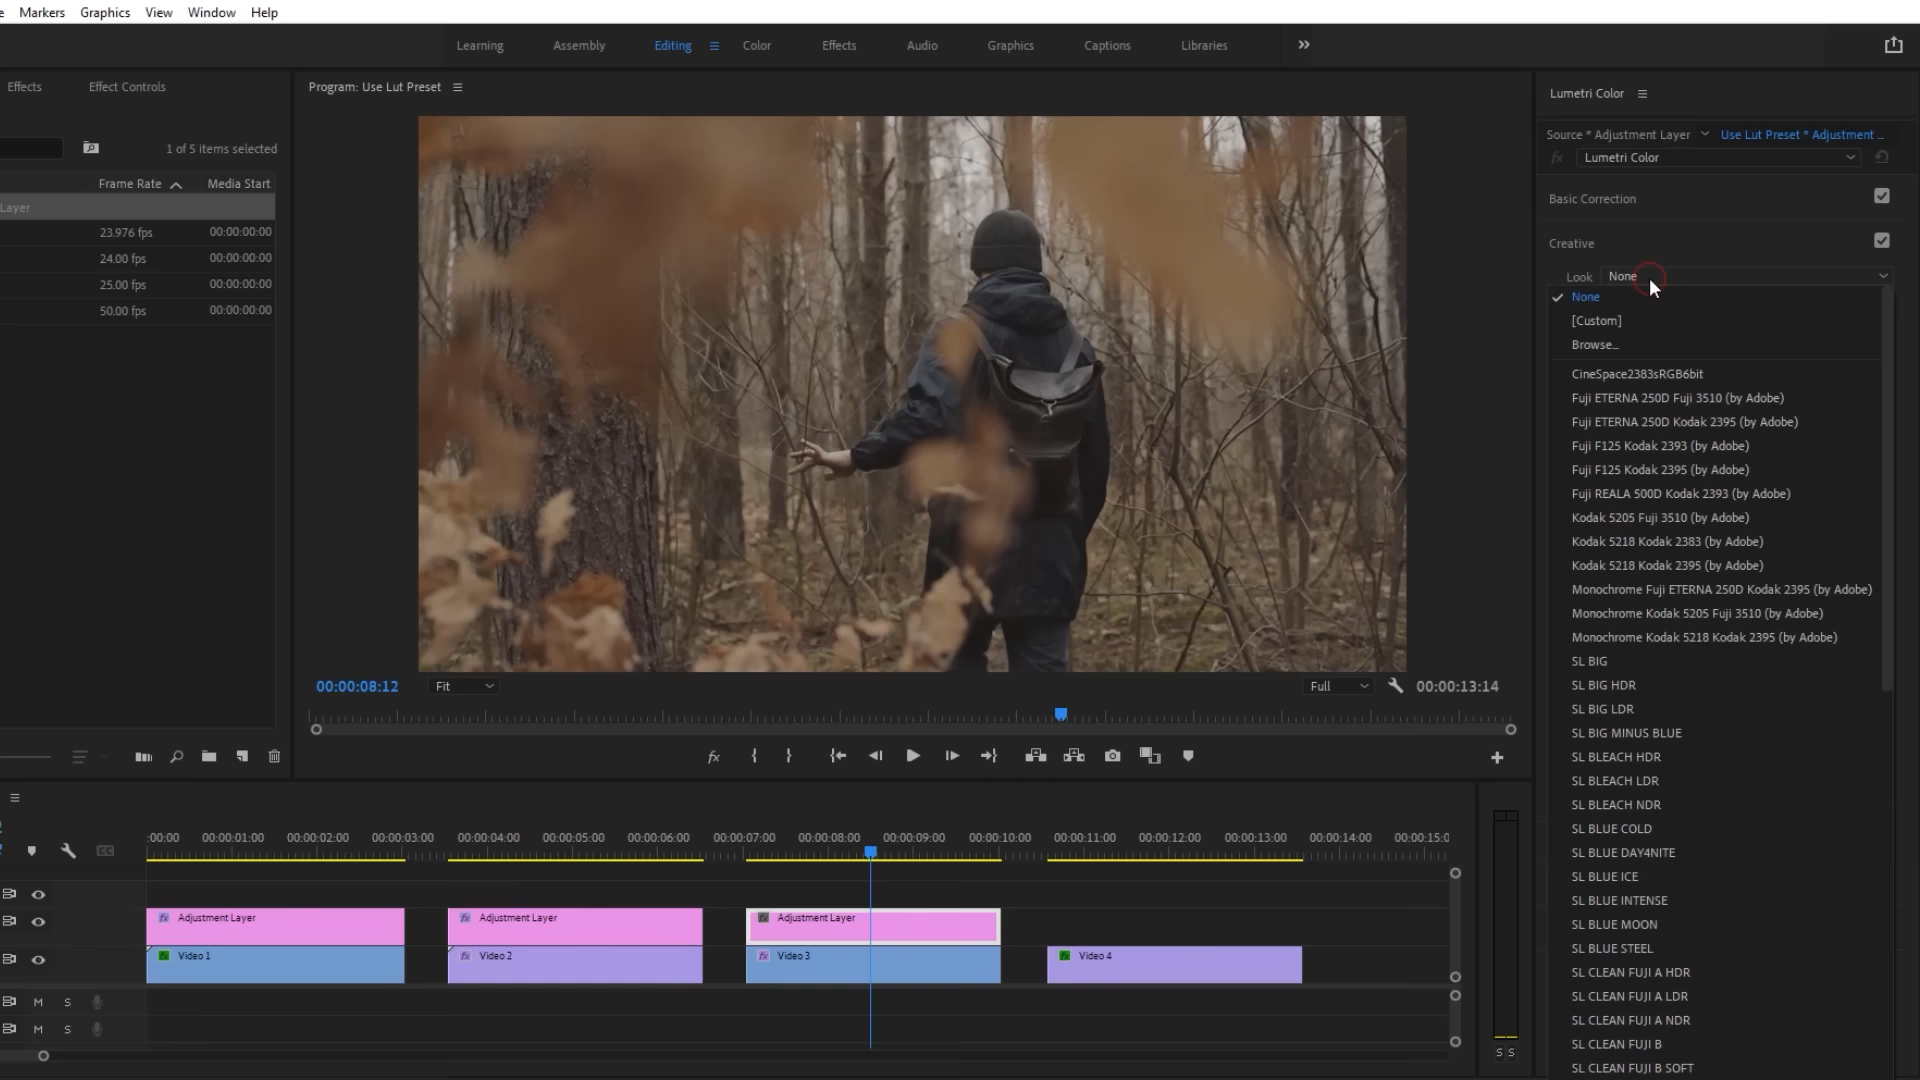 Markers Graphics View Window Help
Learning Assembly Editing Color Effects Audio Graphics Captions Libraries
Effects Effect Controls
1 of 5 items selected
Frame Rate Media Start
Layer
23.976 fps 00:00:00:00
24.00 fps 00:00:00:00
25.00 fps 00:00:00:00
50.00 fps 00:00:00:00
Program: Use Lut Preset
00:00:08:12 Fit Full 00:00:13:14
Lumetri Color
Source * Adjustment Layer Use Lut Preset * Adjustment ...
fx Lumetri Color
Basic Correction
Creative
Look None
None
[Custom]
Browse...
CineSpace2383sRGB6bit
Fuji ETERNA 250D Fuji 3510 (by Adobe)
Fuji ETERNA 250D Kodak 2395 (by Adobe)
Fuji F125 Kodak 2393 (by Adobe)
Fuji F125 Kodak 2395 (by Adobe)
Fuji REALA 500D Kodak 2393 (by Adobe)
Kodak 5205 Fuji 3510 (by Adobe)
Kodak 5218 Kodak 2383 (by Adobe)
Kodak 5218 Kodak 2395 (by Adobe)
Monochrome Fuji ETERNA 250D Kodak 2395 (by Adobe)
Monochrome Kodak 5205 Fuji 3510 (by Adobe)
Monochrome Kodak 5218 Kodak 2395 (by Adobe)
SL BIG
SL BIG HDR
SL BIG LDR
SL BIG MINUS BLUE
SL BLEACH HDR
SL BLEACH LDR
SL BLEACH NDR
SL BLUE COLD
SL BLUE DAY4NITE
SL BLUE ICE
SL BLUE INTENSE
SL BLUE MOON
SL BLUE STEEL
SL CLEAN FUJI A HDR
SL CLEAN FUJI A LDR
SL CLEAN FUJI A NDR
SL CLEAN FUJI B
SL CLEAN FUJI B SOFT
fx
:00:00 00:00:01:00 00:00:02:00 00:00:03:00 00:00:04:00 00:00:05:00 00:00:06:00 00:00:07:00 00:00:08:00 00:00:09:00 00:00:10:00 00:00:11:00 00:00:12:00 00:00:13:00 00:00:14:00 00:00:15:0
fx Adjustment Layer fx Adjustment Layer fx Adjustment Layer
fx Video 1 fx Video 2 fx Video 3 fx Video 4
M S
M S
S S